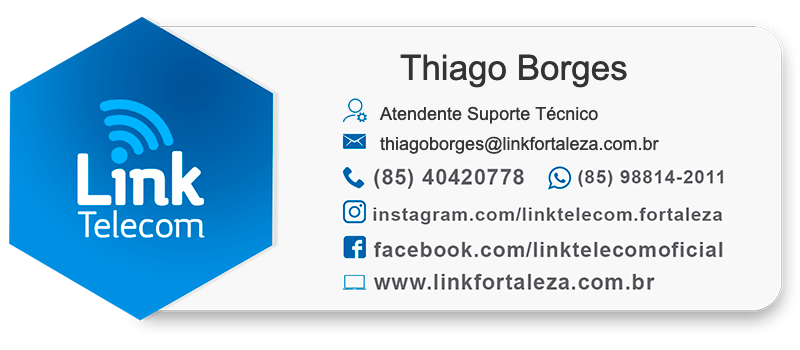 Link
Telecom
Thiago Borges
Atendente Suporte Técnico
thiagoborges@linkfortaleza.com.br
(85) 40420778 (85) 98814-2011
instagram.com/linktelecom.fortaleza
facebook.com/linktelecomoficial
www.linkfortaleza.com.br